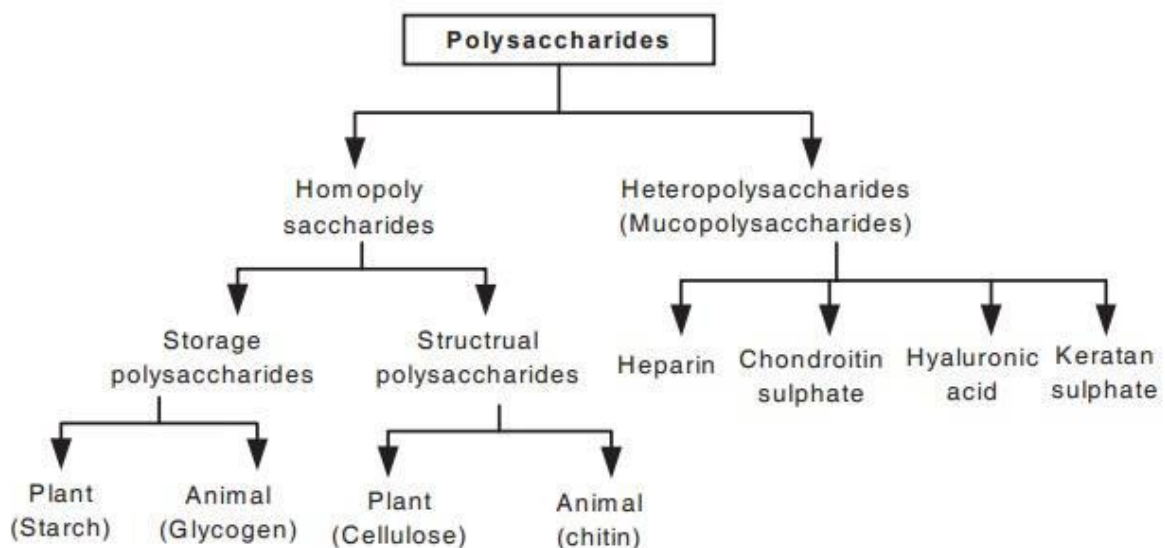 Polysaccharides
Homopoly
saccharides
Heteropolysaccharides
(Mucopolysaccharides)
Storage
polysaccharides
Structrual
polysaccharides
Heparin
Chondroitin
sulphate
Hyaluronic
acid
Keratan
sulphate
Plant
(Starch)
Animal
(Glycogen)
Plant
(Cellulose)
Animal
(chitin)